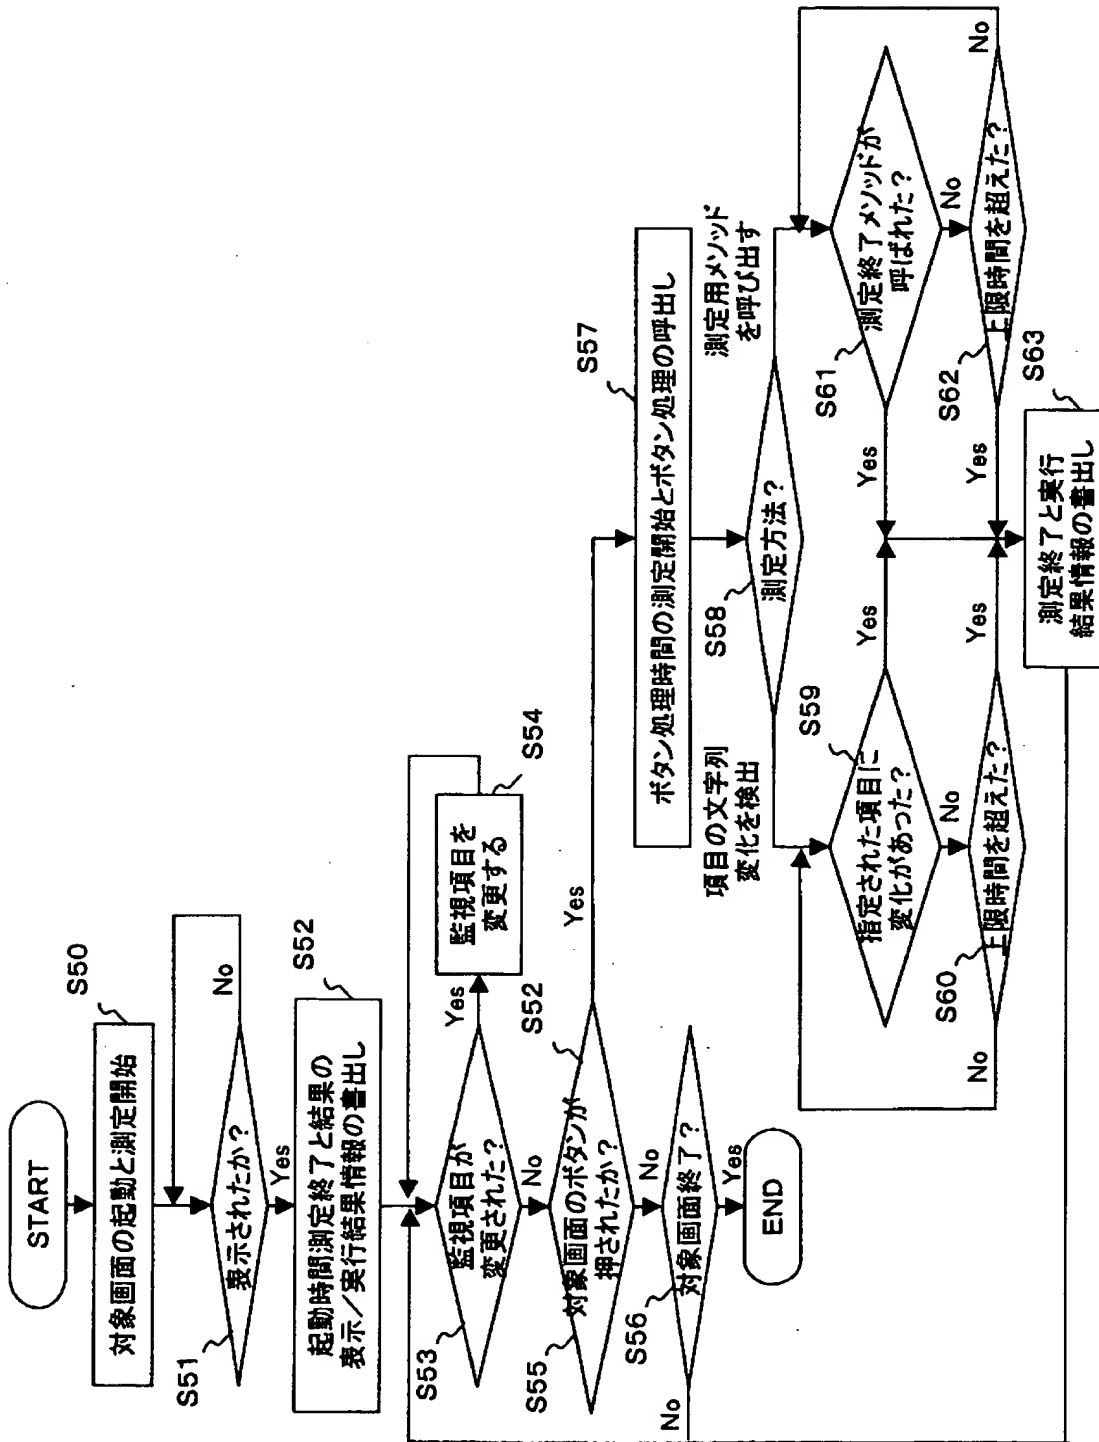 START
S50
対象画面の起動と測定開始
S51
表示されたか?
No
Yes
S52
起動時間測定終了と結果の
表示/実行結果情報の書出し
S53
監視項目が
変更された?
Yes
No
S54
監視項目を
変更する
S55
S52
対象画面のボタンが
押されたか?
Yes
No
S56
対象画面終了?
No
Yes
END
S57
ボタン処理時間の測定開始とボタン処理の呼出し
S58
測定方法?
項目の文字列
変化を検出
測定用メソッド
を呼び出す
S59
指定された項目に
変化があった?
Yes
No
S60
上限時間を超えた?
No
Yes
S61
測定終了メソッドが
呼ばれた?
Yes
No
S62
上限時間を超えた?
Yes
No
S63
測定終了と実行
結果情報の書出し